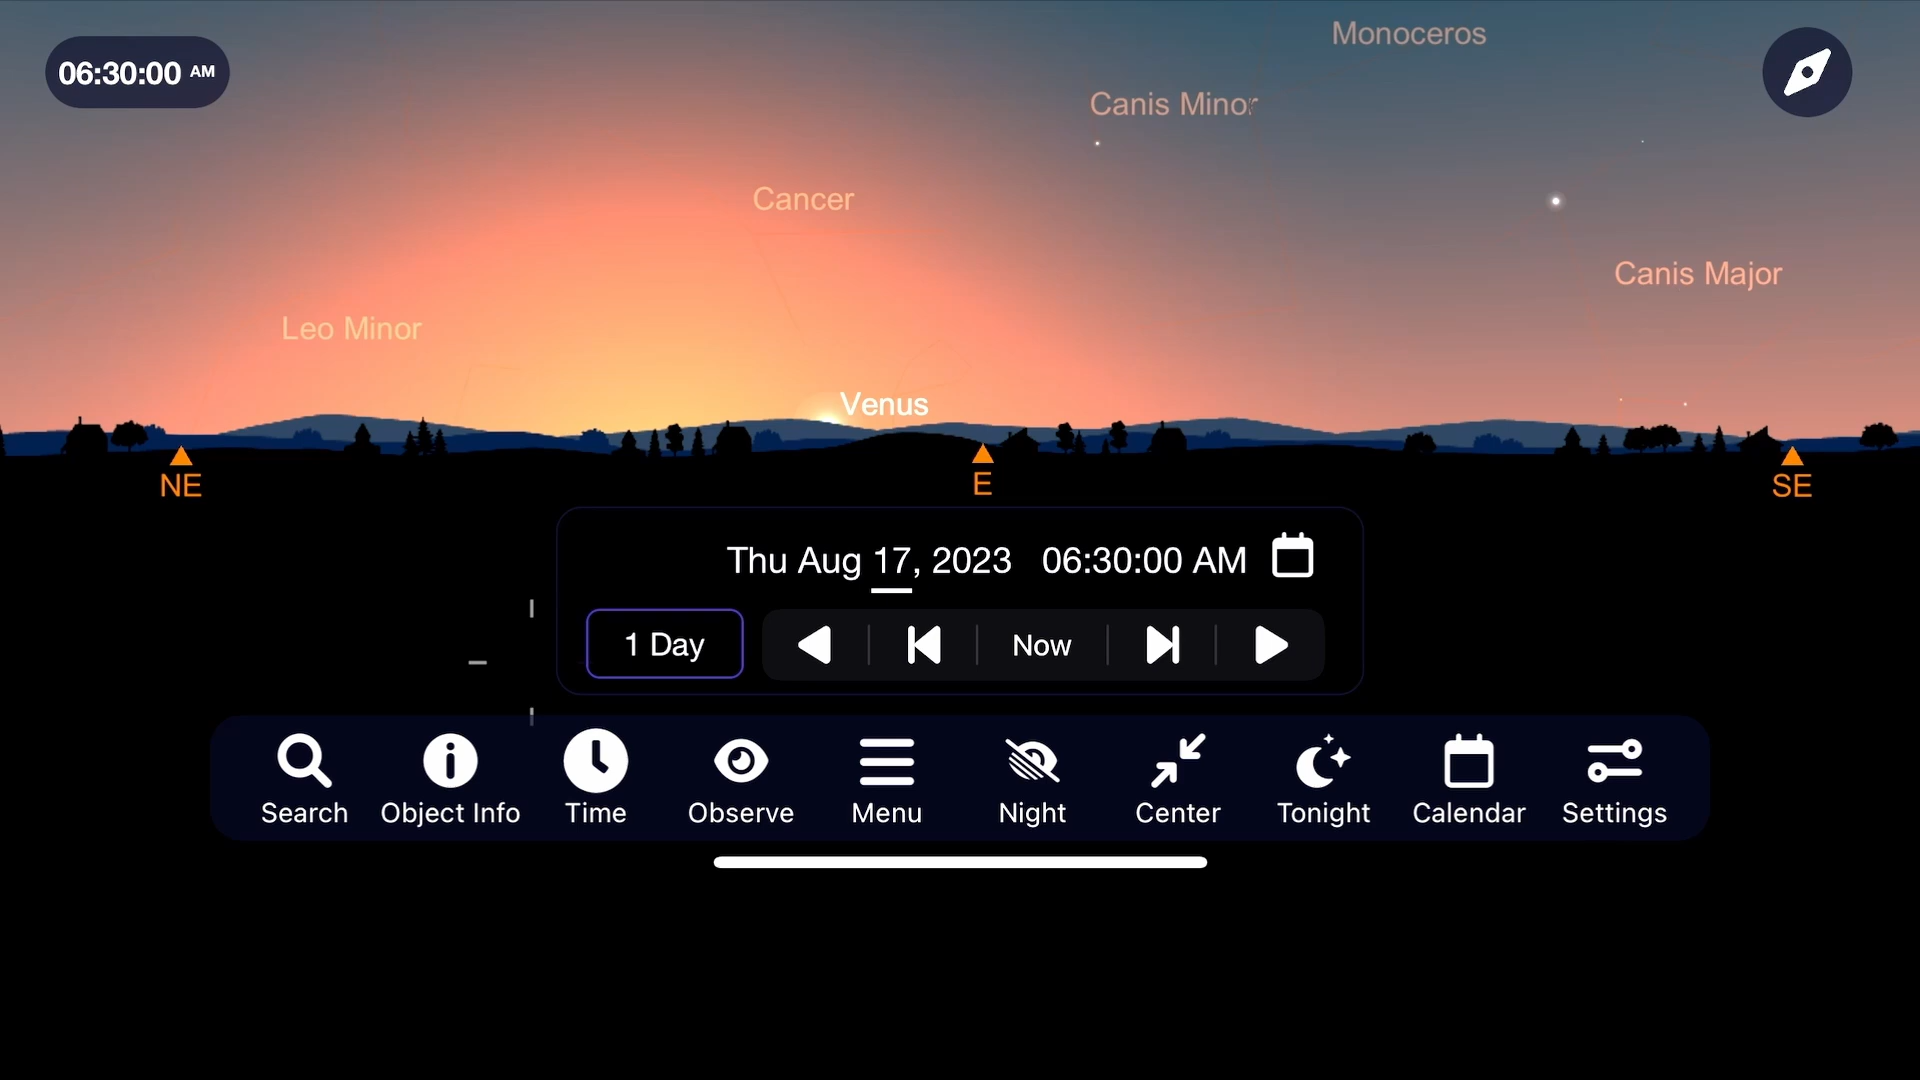 Monoceros
06:30:00 AM
Canis Minor
Cancer
Canis Major
Leo Minor
Venus
NE
E
SE
Thu Aug 17, 2023 06:30:00 AM
1 Day
Now
Search
Object Info
Time
Observe
Menu
Night
Center
Tonight
Calendar
Settings